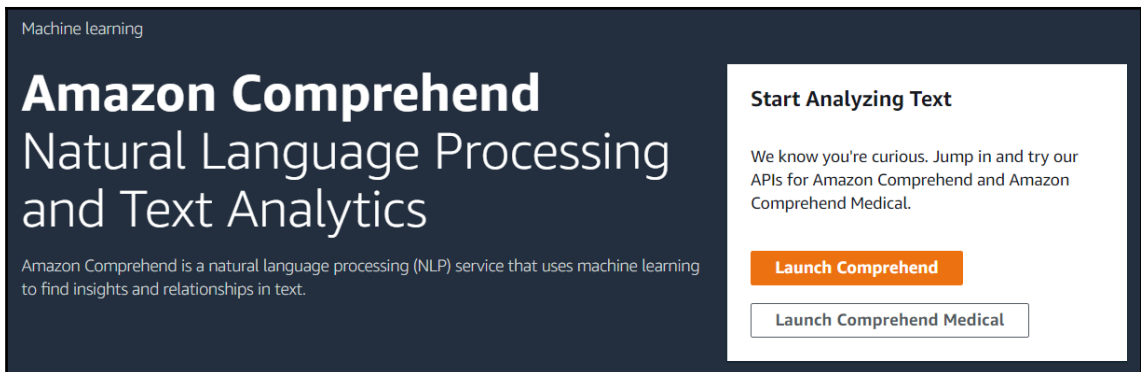 Machine learning
Amazon Comprehend
Natural Language Processing
and Text Analytics
Amazon Comprehend is a natural language processing (NLP) service that uses machine learning
to find insights and relationships in text.
Start Analyzing Text
We know you're curious. Jump in and try our
APIs for Amazon Comprehend and Amazon
Comprehend Medical.
Launch Comprehend
Launch Comprehend Medical